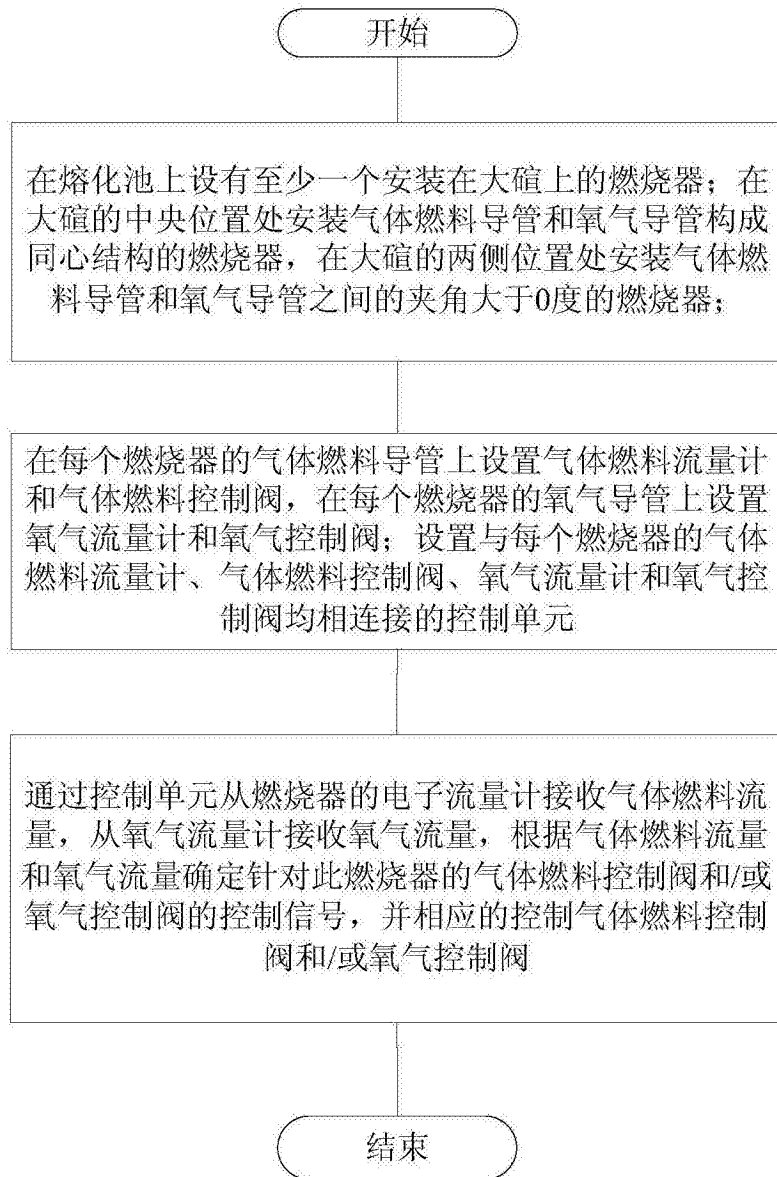 开始
在熔化池上设有至少一个安装在大碹上的燃烧器；在
大碹的中央位置处安装气体燃料导管和氧气导管构成
同心结构的燃烧器，在大碹的两侧位置处安装气体燃
料导管和氧气导管之间的夹角大于0度的燃烧器；
在每个燃烧器的气体燃料导管上设置气体燃料流量计
和气体燃料控制阀，在每个燃烧器的氧气导管上设置
氧气流量计和氧气控制阀；设置与每个燃烧器的气体
燃料流量计、气体燃料控制阀、氧气流量计和氧气控
制阀均相连接的控制单元
通过控制单元从燃烧器的电子流量计接收气体燃料流
量，从氧气流量计接收氧气流量，根据气体燃料流量
和氧气流量确定针对此燃烧器的气体燃料控制阀和/或
氧气控制阀的控制信号，并相应的控制气体燃料控制
阀和/或氧气控制阀
结束